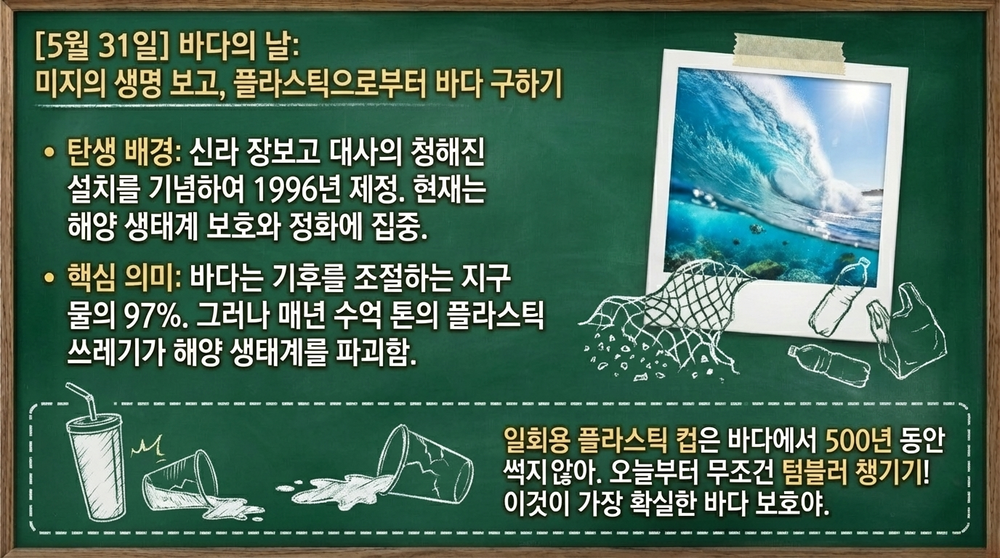 [5월 31일] 바다의 날:
미지의 생명 보고, 플라스틱으로부터 바다 구하기
• 탄생 배경: 신라 장보고 대사의 청해진
설치를 기념하여 1996년 제정. 현재는
해양 생태계 보호와 정화에 집중.
• 핵심 의미: 바다는 기후를 조절하는 지구
물의 97%. 그러나 매년 수억 톤의 플라스틱
쓰레기가 해양 생태계를 파괴함.
일회용 플라스틱 컵은 바다에서 500년 동안
썩지 않아. 오늘부터 무조건 텀블러 챙기기!
이것이 가장 확실한 바다 보호야.